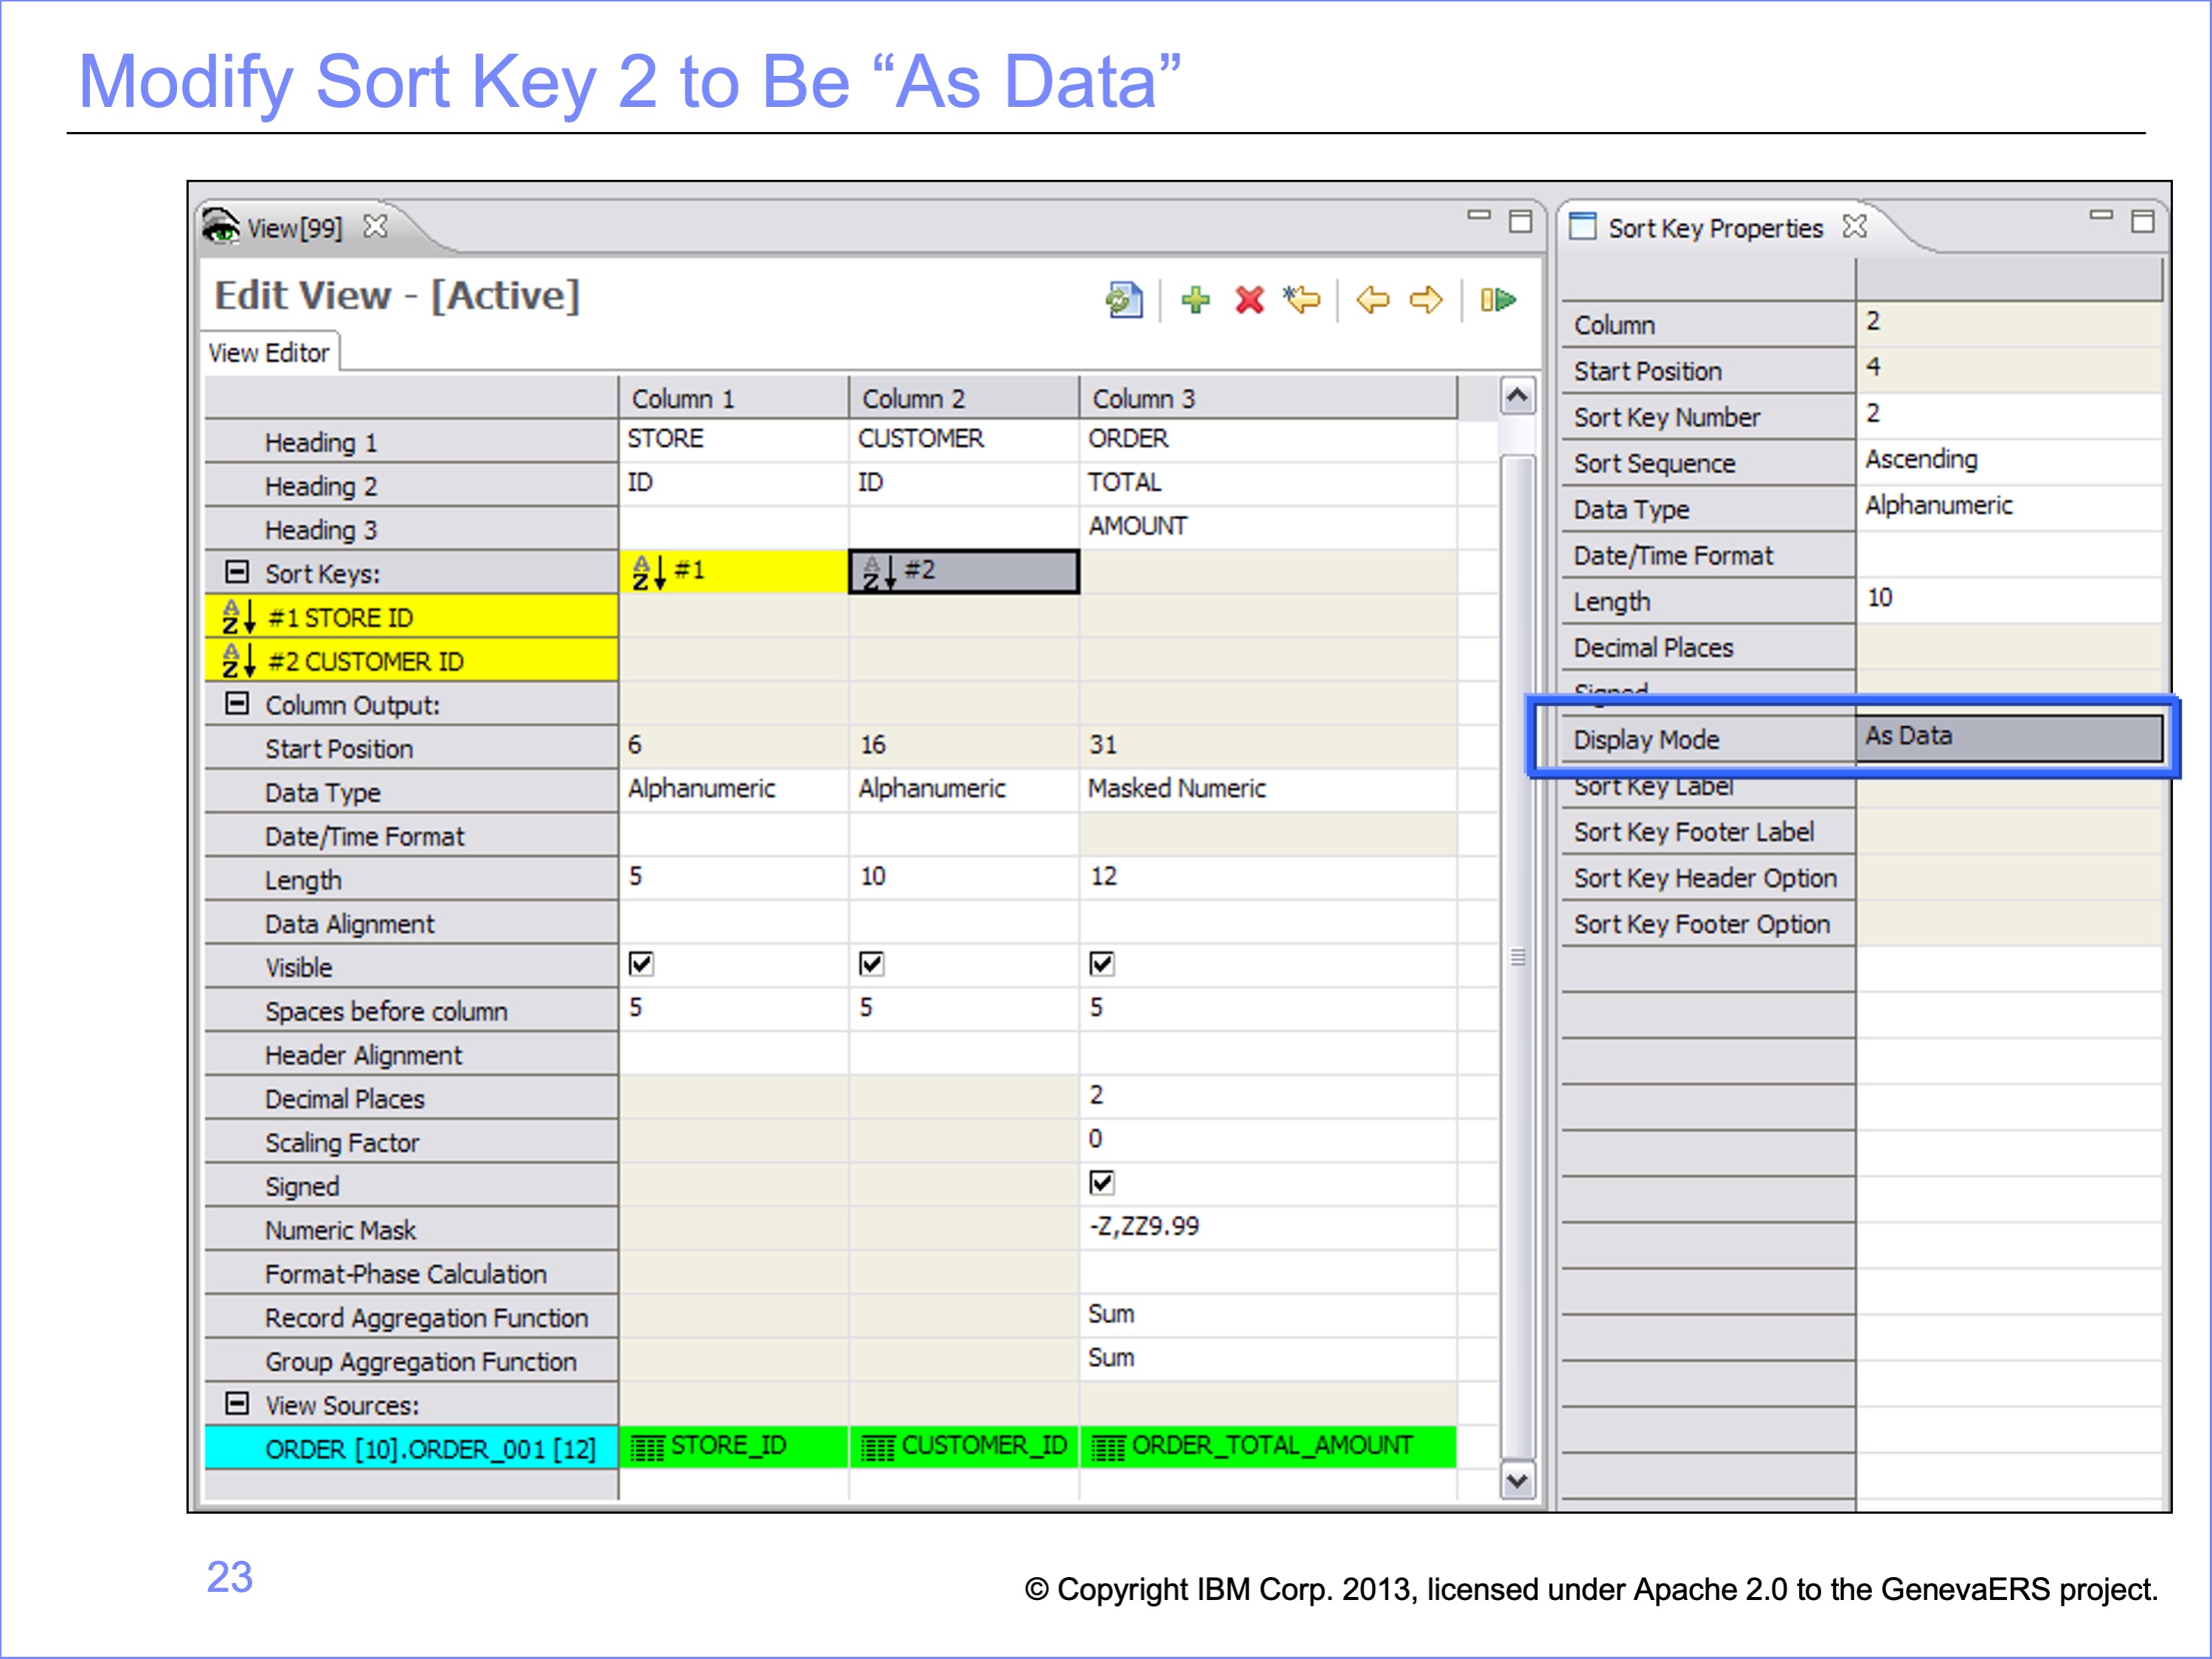 Modify Sort Key 2 to Be “As Data”
View[99]
Edit View - [Active]
View Editor
Column 1 Column 2 Column 3
Heading 1 STORE CUSTOMER ORDER
Heading 2 ID ID TOTAL
Heading 3 AMOUNT
Sort Keys: #1 #2
#1 STORE ID
#2 CUSTOMER ID
Column Output:
Start Position 6 16 31
Data Type Alphanumeric Alphanumeric Masked Numeric
Date/Time Format
Length 5 10 12
Data Alignment
Visible
Spaces before column 5 5 5
Header Alignment
Decimal Places 2
Scaling Factor 0
Signed
Numeric Mask -Z,ZZ9.99
Format-Phase Calculation
Record Aggregation Function Sum
Group Aggregation Function Sum
View Sources:
ORDER [10].ORDER_001 [12] STORE_ID CUSTOMER_ID ORDER_TOTAL_AMOUNT
Sort Key Properties
Column 2
Start Position 4
Sort Key Number 2
Sort Sequence Ascending
Data Type Alphanumeric
Date/Time Format
Length 10
Decimal Places
Signed
Display Mode As Data
Sort Key Label
Sort Key Footer Label
Sort Key Header Option
Sort Key Footer Option
23
© Copyright IBM Corp. 2013, licensed under Apache 2.0 to the GenevaERS project.